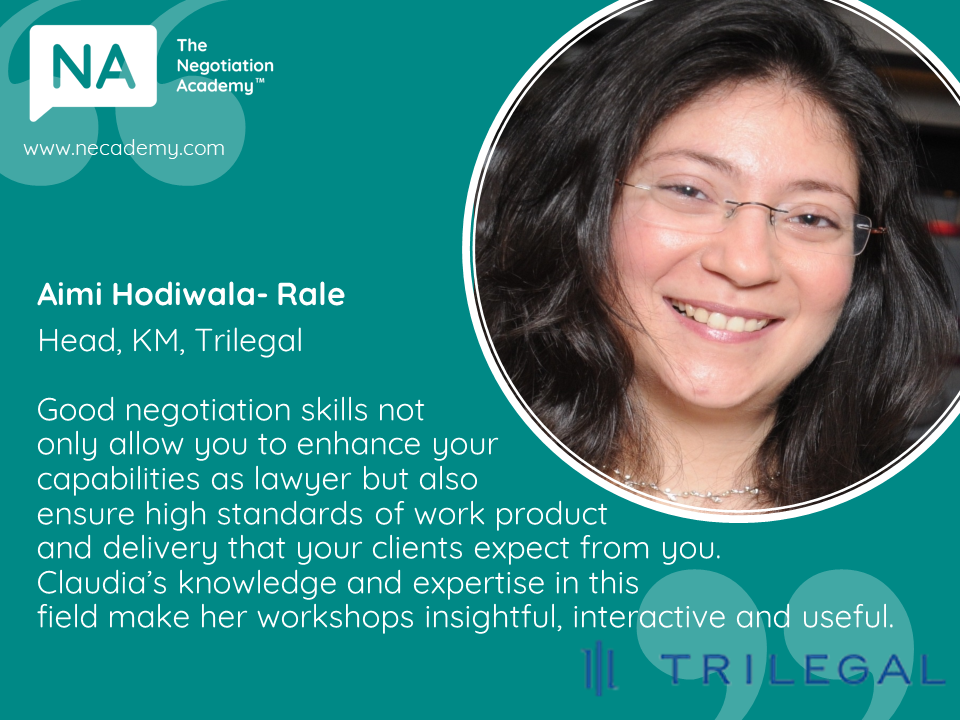 NA
The
Negotiation
Academy™
www.necademy.com
Aimi Hodiwala- Rale
Head, KM, Trilegal
Good negotiation skills not
only allow you to enhance your
capabilities as lawyer but also
ensure high standards of work product
and delivery that your clients expect from you.
Claudia’s knowledge and expertise in this
field make her workshops insightful, interactive and useful.
TRILEGAL